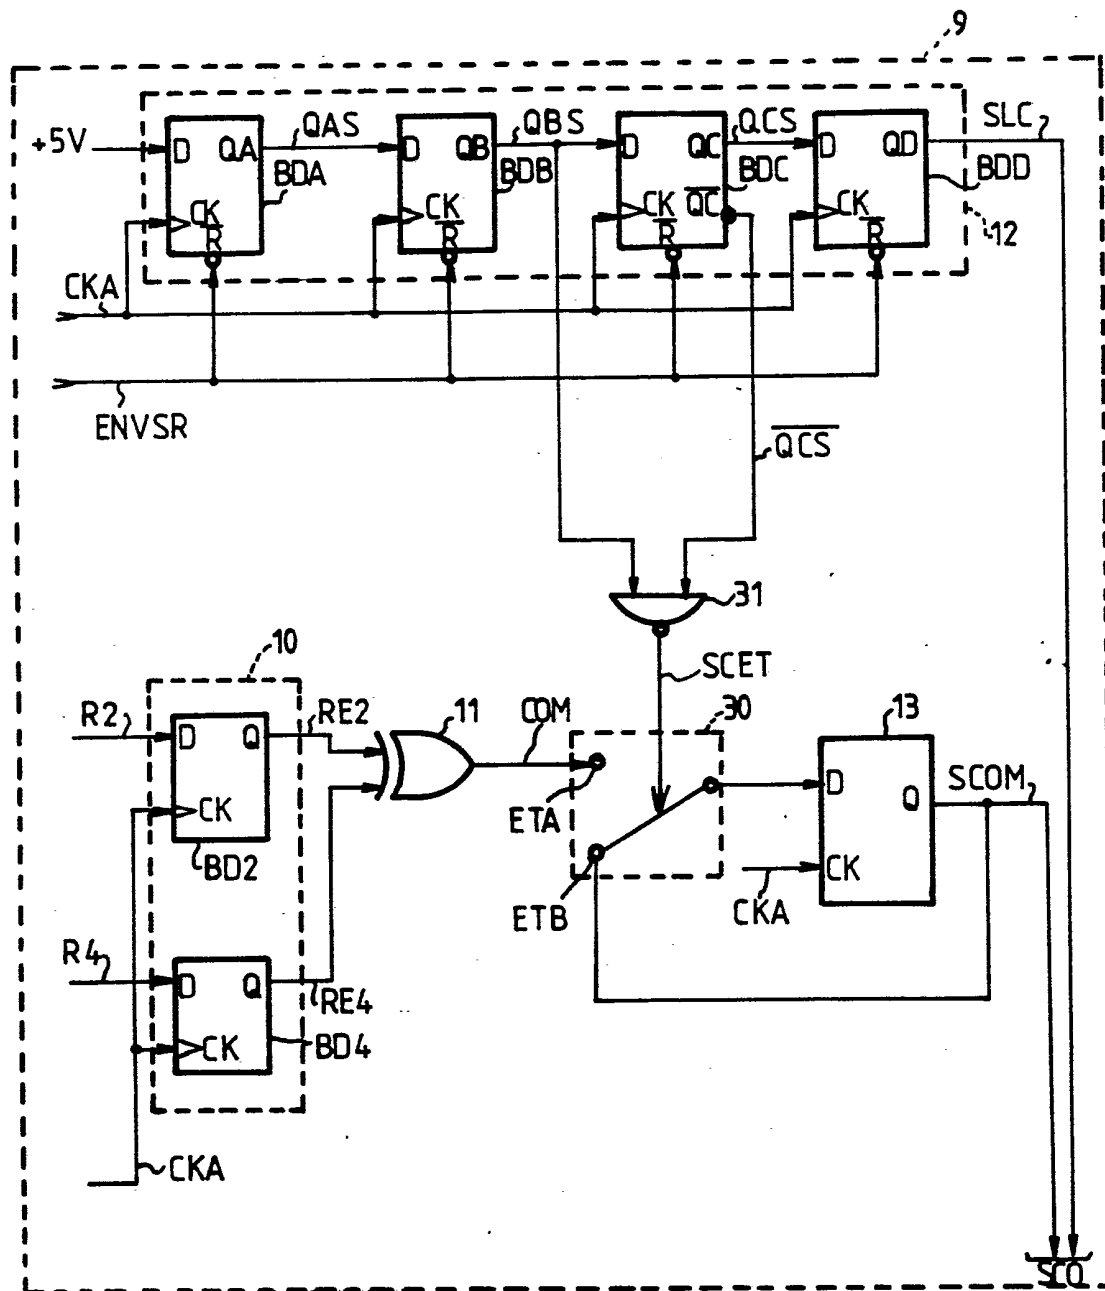 9
+5V
D QA
CK
R̅
QAS
BDA
D QB
CK
R̅
QBS
BDB
D QC
CK Q̅C̅
R̅
QCS
BDC
D QD
CK
R̅
SLC
BDD
12
CKA
ENVSR
Q̅C̅S̅
31
SCET
10
R2
D Q
CK
BD2
RE2
11
COM
30
ETA
ETB
13
D Q
CK
SCOM
CKA
R4
D Q
CK
BD4
RE4
CKA
SCO